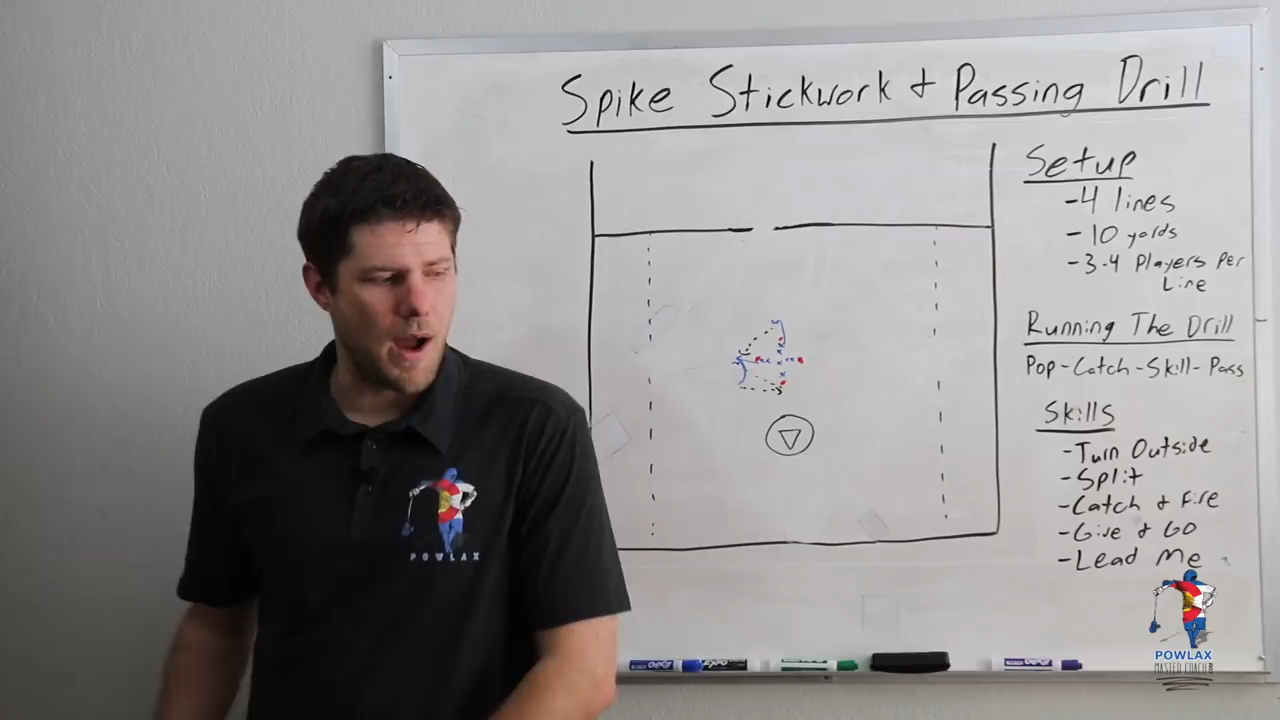 Spike Stickwork + Passing Drill
Setup
- 4 lines
- 10 yards
- 3-4 Players Per
Line
Running The Drill
Pop-Catch-Skill-Pass
Skills
- Turn Outside
- Split
- Catch + Fire
- Give + Go
- Lead Me
POWLAX
POWLAX
MASTER COACH
EXPO